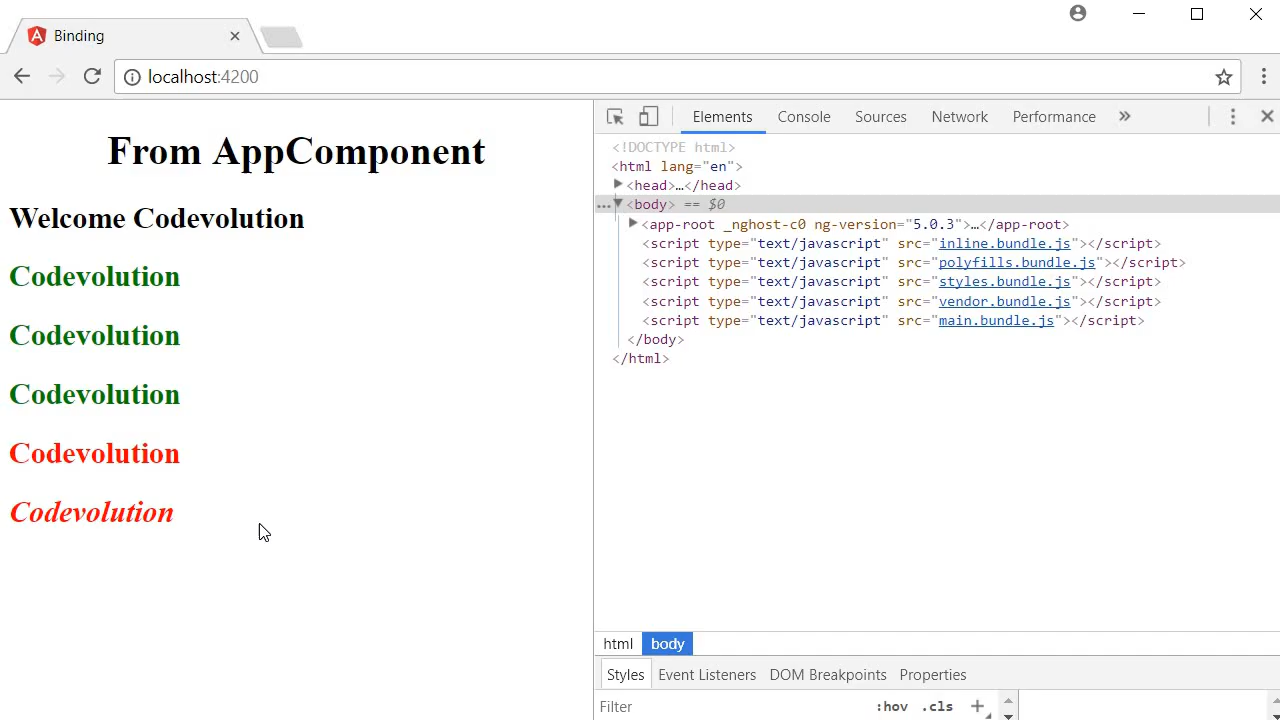 Binding
localhost:4200
From AppComponent
Welcome Codevolution
Codevolution
Codevolution
Codevolution
Codevolution
Codevolution
Elements Console Sources Network Performance »
<!DOCTYPE html>
<html lang="en">
<head>…</head>
... <body> == $0
<app-root _nghost-c0 ng-version="5.0.3">…</app-root>
<script type="text/javascript" src="inline.bundle.js"></script>
<script type="text/javascript" src="polyfills.bundle.js"></script>
<script type="text/javascript" src="styles.bundle.js"></script>
<script type="text/javascript" src="vendor.bundle.js"></script>
<script type="text/javascript" src="main.bundle.js"></script>
</body>
</html>
html body
Styles Event Listeners DOM Breakpoints Properties
Filter :hov .cls +